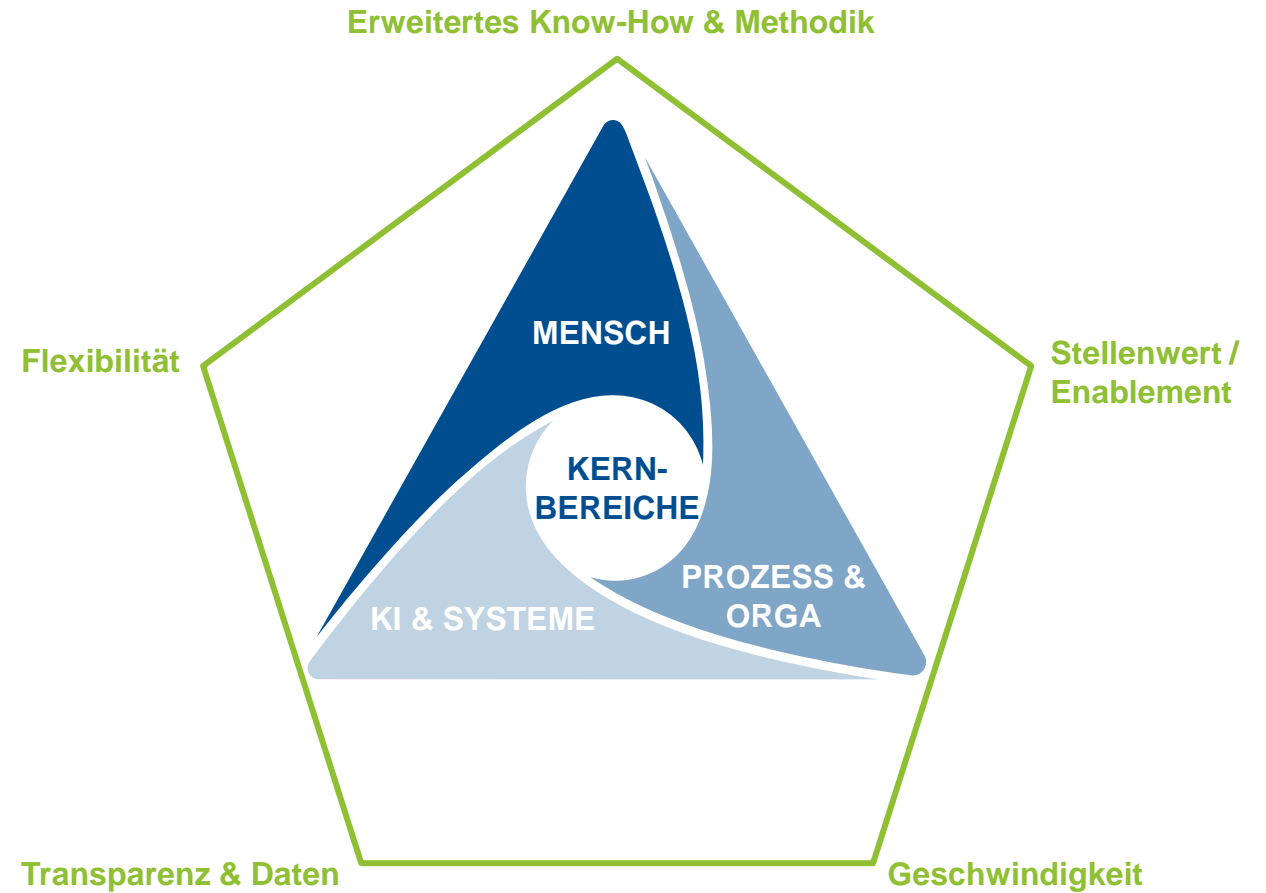 Erweitertes Know-How & Methodik
MENSCH
Flexibilität
Stellenwert /
Enablement
KERN-
BEREICHE
PROZESS &
ORGA
KI & SYSTEME
Transparenz & Daten
Geschwindigkeit